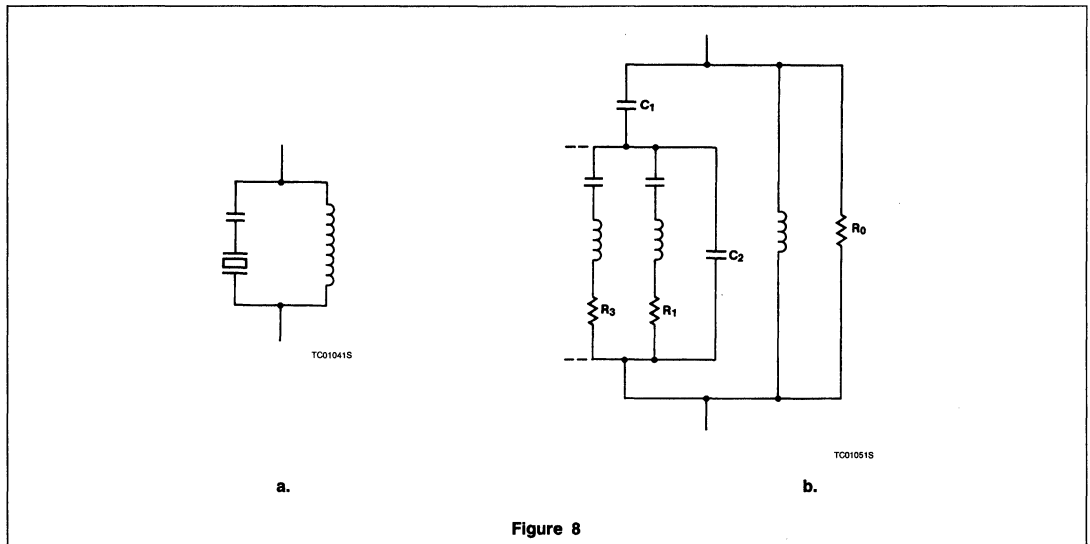 C1
C2
R0
R3
R1
TC01041S
TC01051S
a.
b.
Figure 8